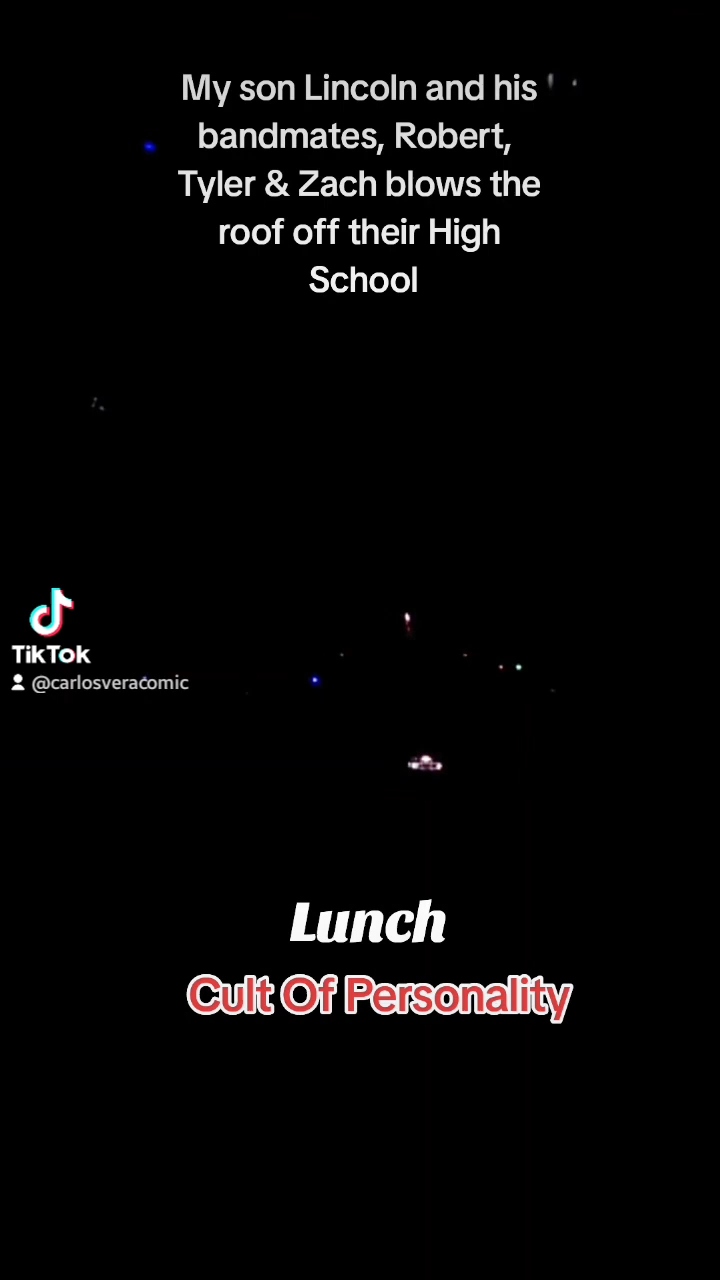 My son Lincoln and his
bandmates, Robert,
Tyler & Zach blows the
roof off their High
School
TikTok
@carlosveracomic
Lunch
Cult Of Personality